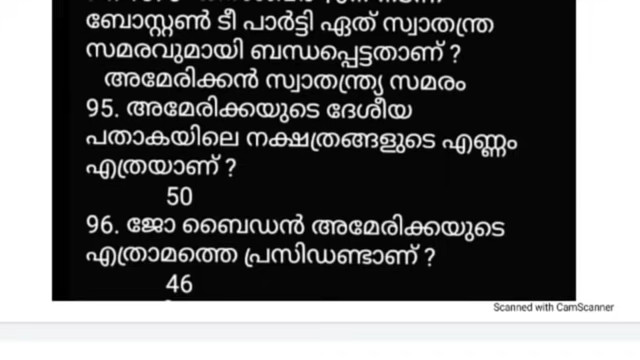 ബോസ്റ്റൺ ടീ പാർട്ടി ഏത് സ്വാതന്ത്ര
സമരവുമായി ബന്ധപ്പെട്ടതാണ് ?
അമേരിക്കൻ സ്വാതന്ത്ര്യ സമരം
95. അമേരിക്കയുടെ ദേശീയ
പതാകയിലെ നക്ഷത്രങ്ങളുടെ എണ്ണം
എത്രയാണ് ?
50
96. ജോ ബൈഡൻ അമേരിക്കയുടെ
എത്രാമത്തെ പ്രസിഡണ്ടാണ് ?
46
Scanned with CamScanner